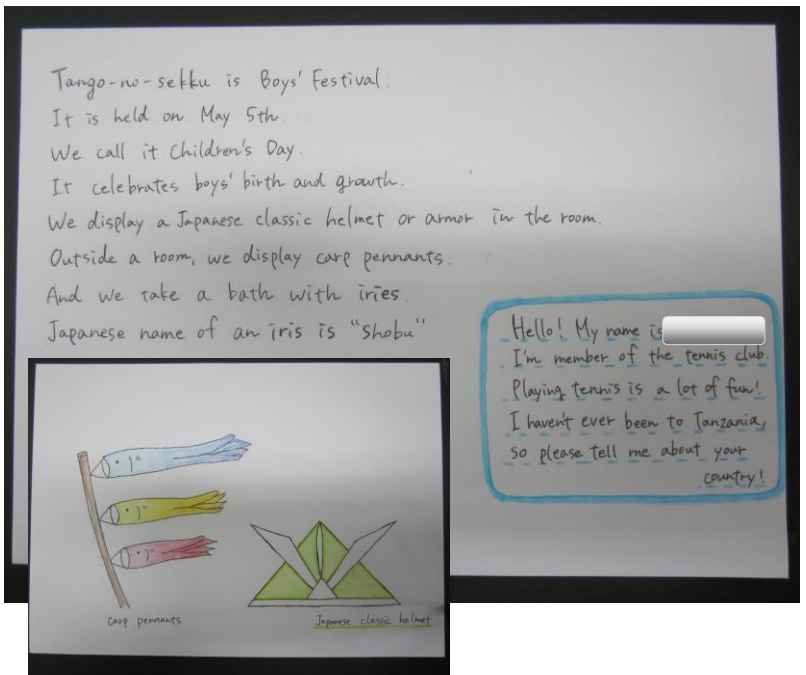 Tango-no-sekku is Boys' Festival.
It is held on May 5th.
We call it Children's Day.
It celebrates boys' birth and growth.
We display a Japanese classic helmet or armor in the room.
Outside a room, we display carp pennants.
And we take a bath with iries.
Japanese name of an iris is "Shobu"
Hello! My name is
I'm member of the tennis club.
Playing tennis is a lot of fun!
I haven't ever been to Tanzania,
so please tell me about your
country!
Carp pennants
Japanese classic helmet